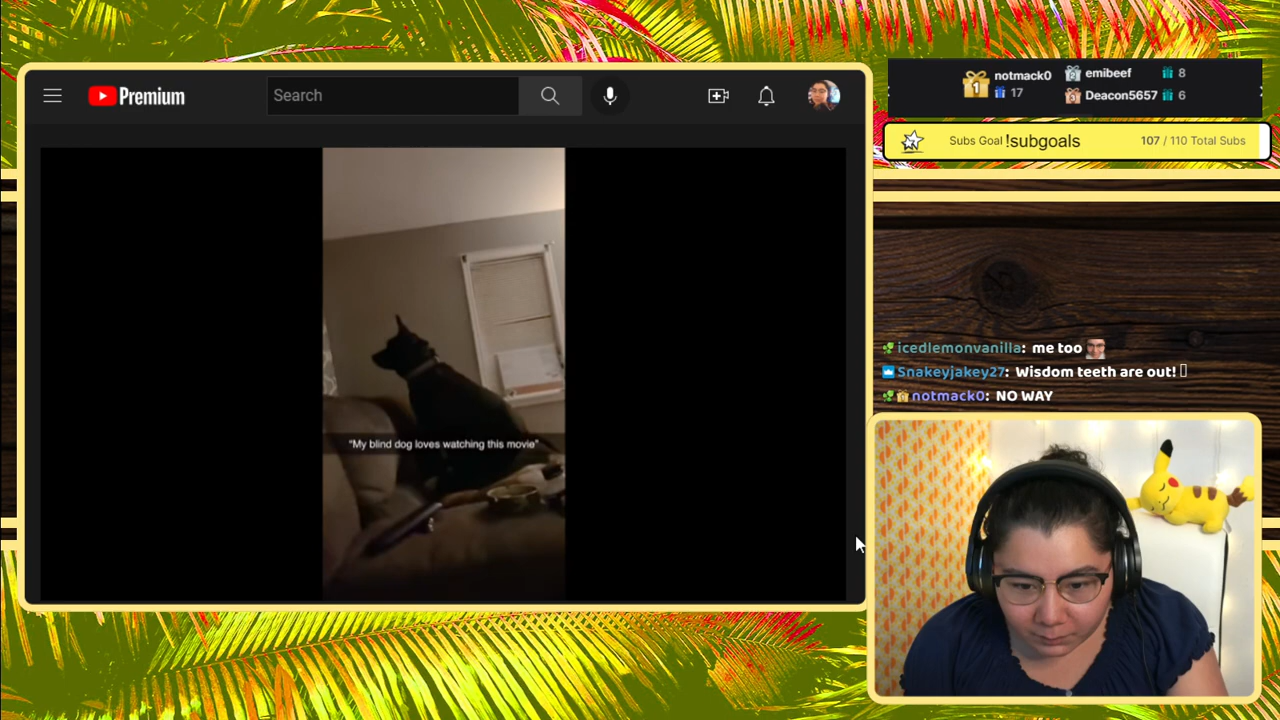 Premium
Search
notmack0
17
emibeef 8
Deacon5657 6
1
Subs Goal !subgoals 107 / 110 Total Subs
"My blind dog loves watching this movie"
icedlemonvanilla: me too
Snakeyjakey27: Wisdom teeth are out!
notmack0: NO WAY